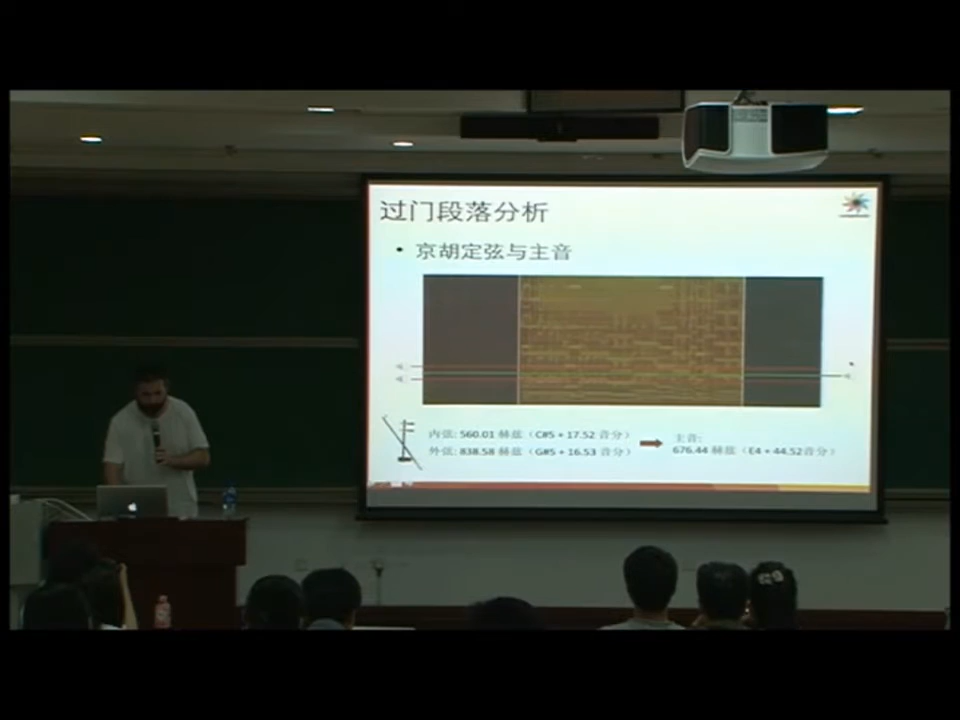 过门段落分析
• 京胡定弦与主音
内弦: 560.01 赫兹（C#5 + 17.52 音分）
外弦: 838.58 赫兹（G#5 + 16.53 音分）
主音:
676.44 赫兹（E4 + 44.52音分）